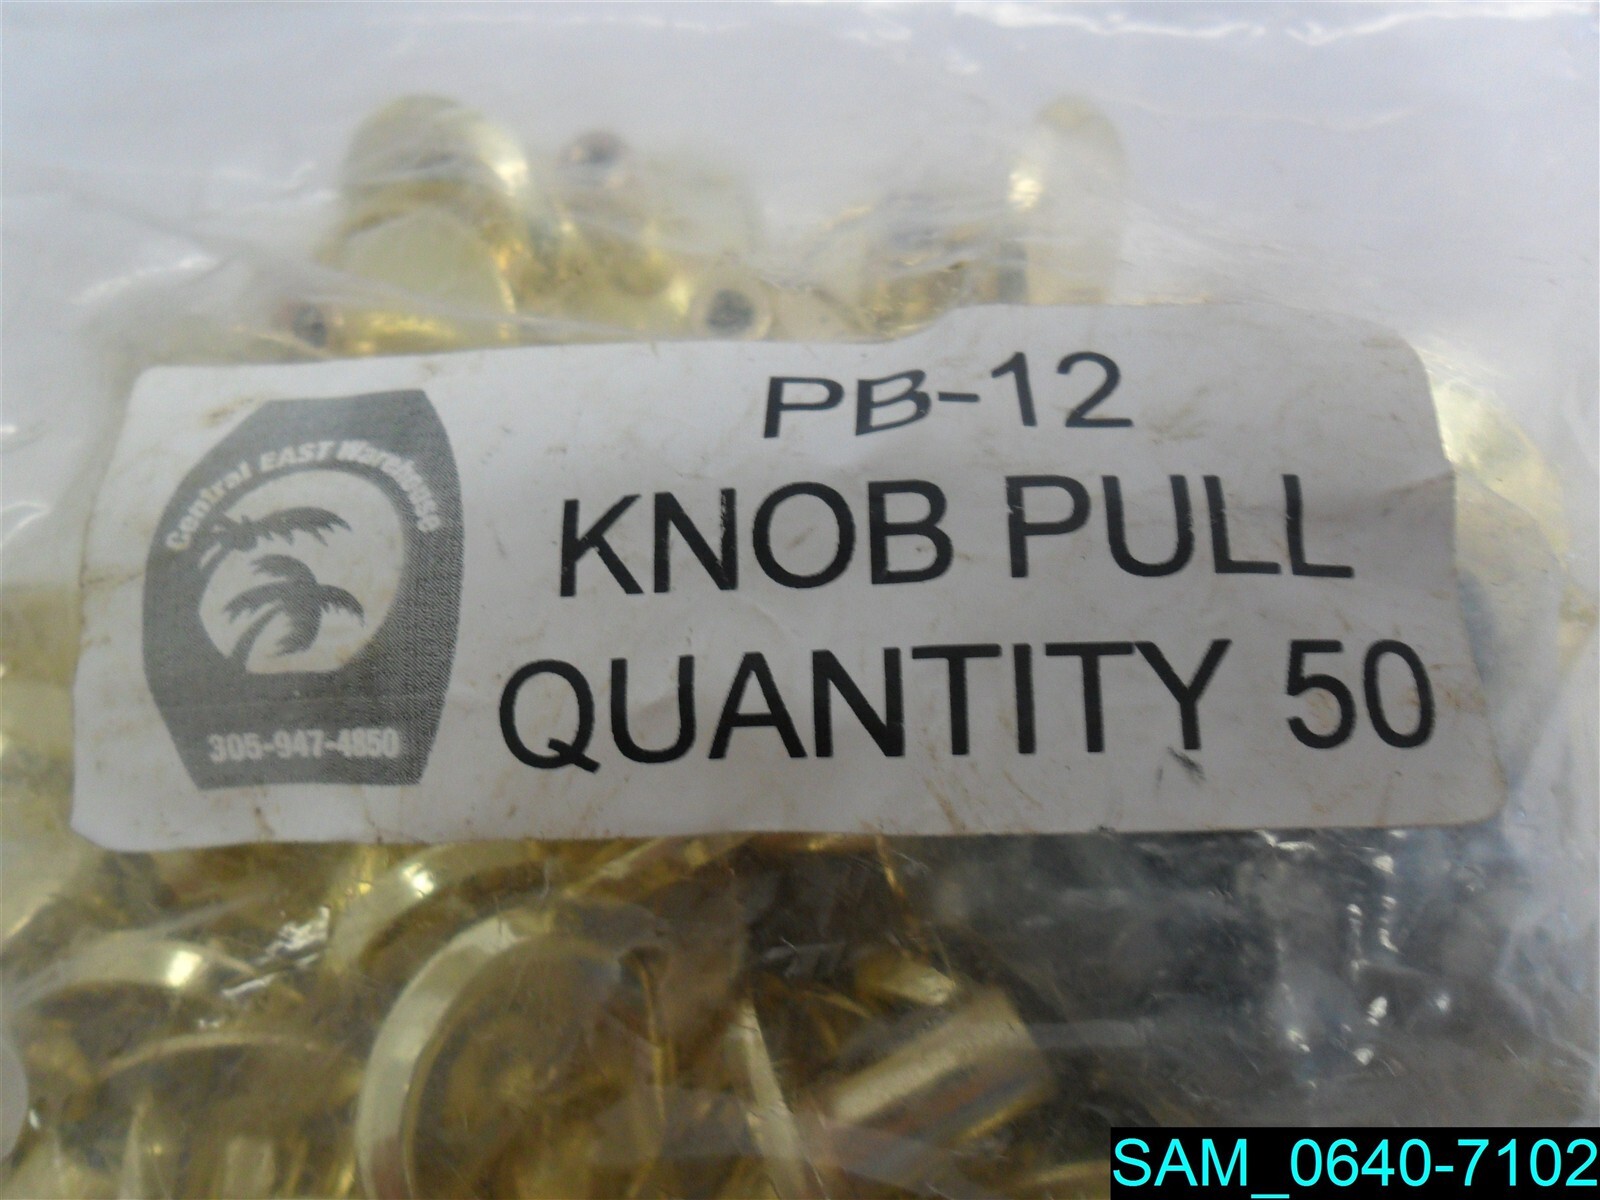 Central EAST Warehouse
305-947-4850
PB-12
KNOB PULL
QUANTITY 50
SAM_0640-7102